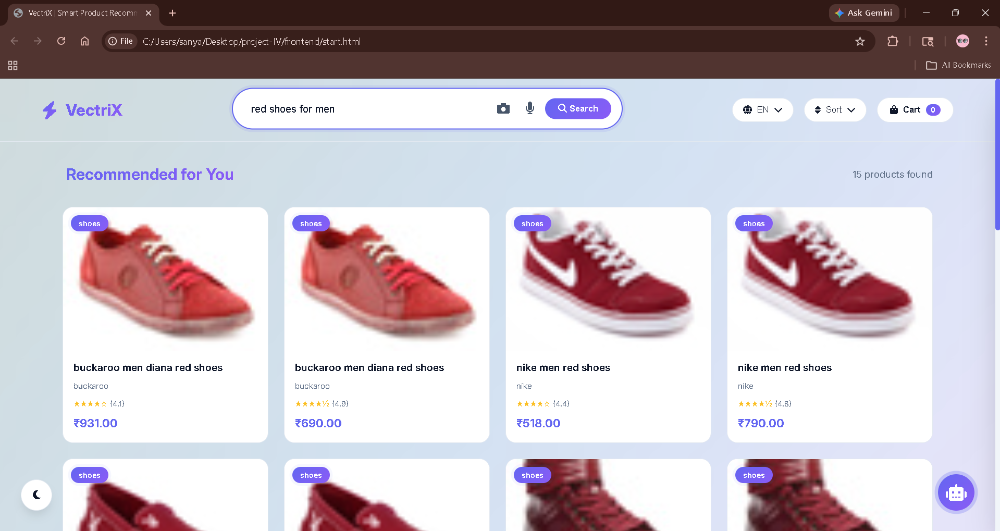 VectriX | Smart Product Recomm
Ask Gemini
File
C:/Users/sanya/Desktop/project-IV/frontend/start.html
All Bookmarks
VectriX
red shoes for men
Search
EN
Sort
Cart 0
Recommended for You
15 products found
shoes
shoes
shoes
shoes
buckaroo men diana red shoes
buckaroo
★★★★☆ (4.1)
₹931.00
buckaroo men diana red shoes
buckaroo
★★★★½ (4.9)
₹690.00
nike men red shoes
nike
★★★★☆ (4.4)
₹518.00
nike men red shoes
nike
★★★★½ (4.8)
₹790.00
shoes
shoes
shoes
shoes